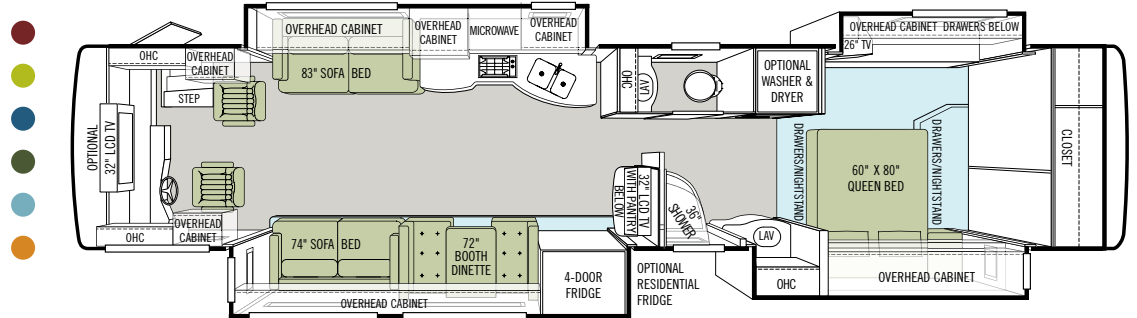 OHC
OVERHEAD
CABINET
STEP
OPTIONAL
32" LCD TV
OHC
OVERHEAD
CABINET
OVERHEAD CABINET
83" SOFA BED
OVERHEAD
CABINET
MICROWAVE
OVERHEAD
CABINET
OHC
LAV
OPTIONAL
WASHER &
DRYER
OVERHEAD CABINET DRAWERS BELOW
26" TV
DRAWERS/NIGHTSTAND
60" X 80"
QUEEN BED
DRAWERS/NIGHTSTAND
CLOSET
74" SOFA BED
72"
BOOTH
DINETTE
OVERHEAD CABINET
4-DOOR
FRIDGE
32" LCD TV
WITH PANTRY
BELOW
36"
SHOWER
OPTIONAL
RESIDENTIAL
FRIDGE
LAV
OHC
OVERHEAD CABINET